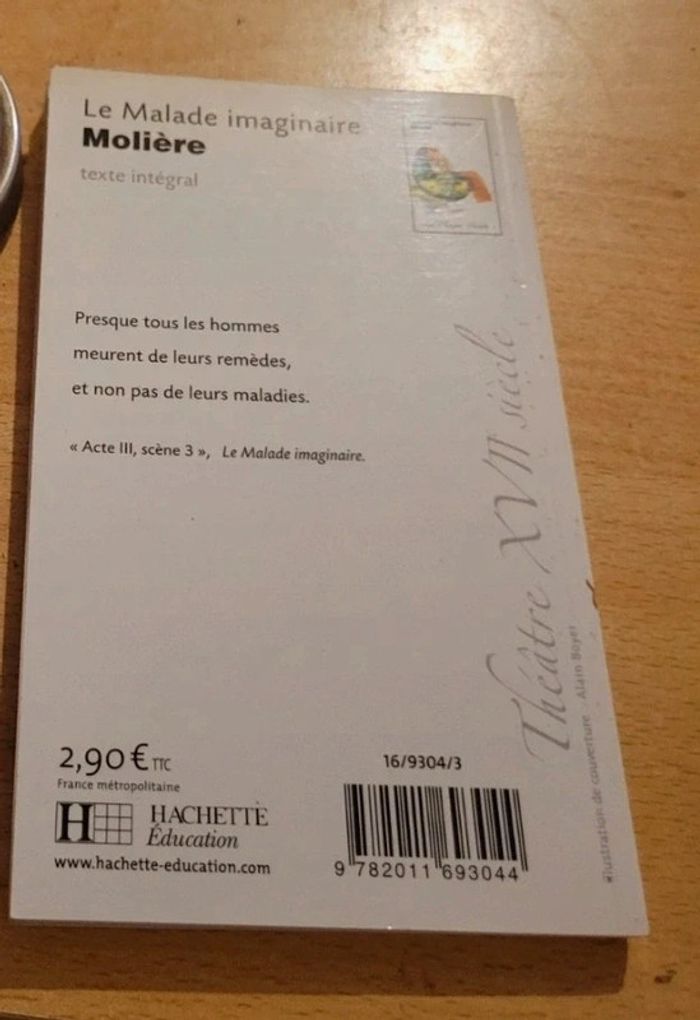 Le Malade imaginaire
Molière
texte intégral
Presque tous les hommes
meurent de leurs remèdes,
et non pas de leurs maladies.
« Acte III, scène 3 », Le Malade imaginaire.
Théâtre XVII siècle
Illustration de couverture Alain Boyer
2,90 € TTC
France métropolitaine
H
HACHETTE
Éducation
www.hachette-education.com
16/9304/3
9 782011 693044